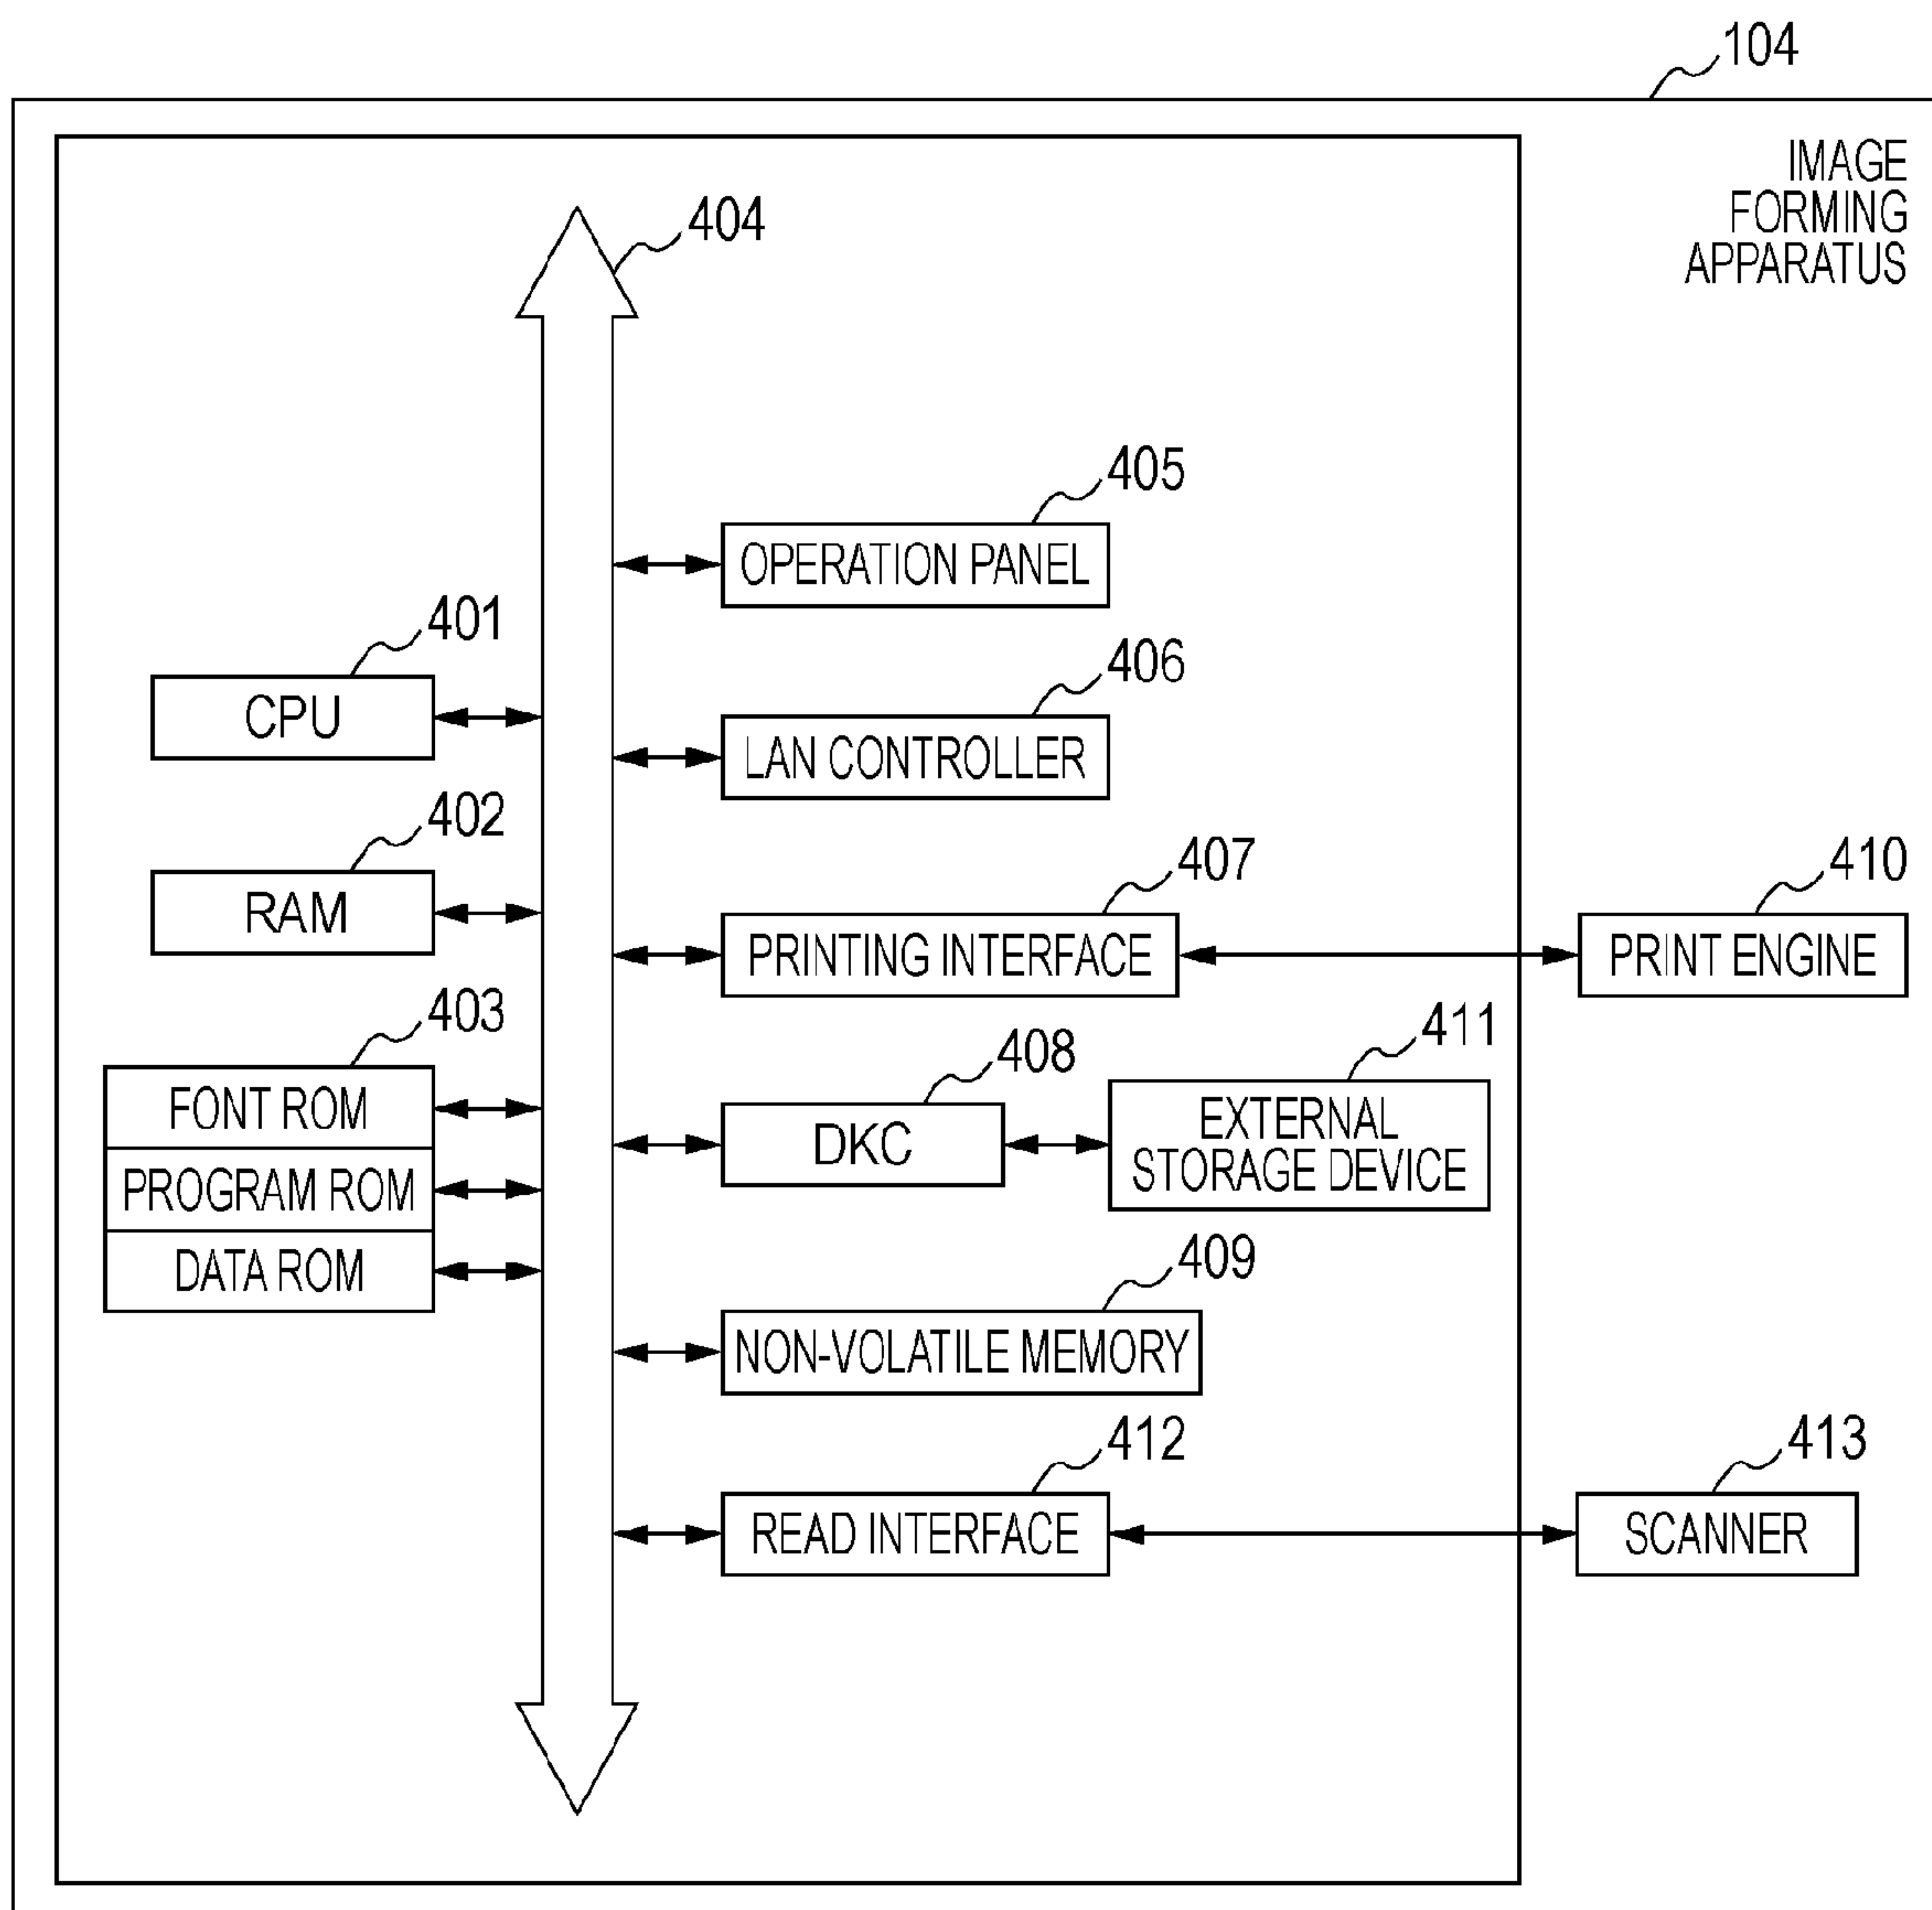 104
IMAGE
FORMING
APPARATUS
404
405
OPERATION PANEL
401
CPU
406
LAN CONTROLLER
402
RAM
407
PRINTING INTERFACE
410
PRINT ENGINE
403
FONT ROM
PROGRAM ROM
DATA ROM
408
DKC
411
EXTERNAL
STORAGE DEVICE
409
NON-VOLATILE MEMORY
412
READ INTERFACE
413
SCANNER